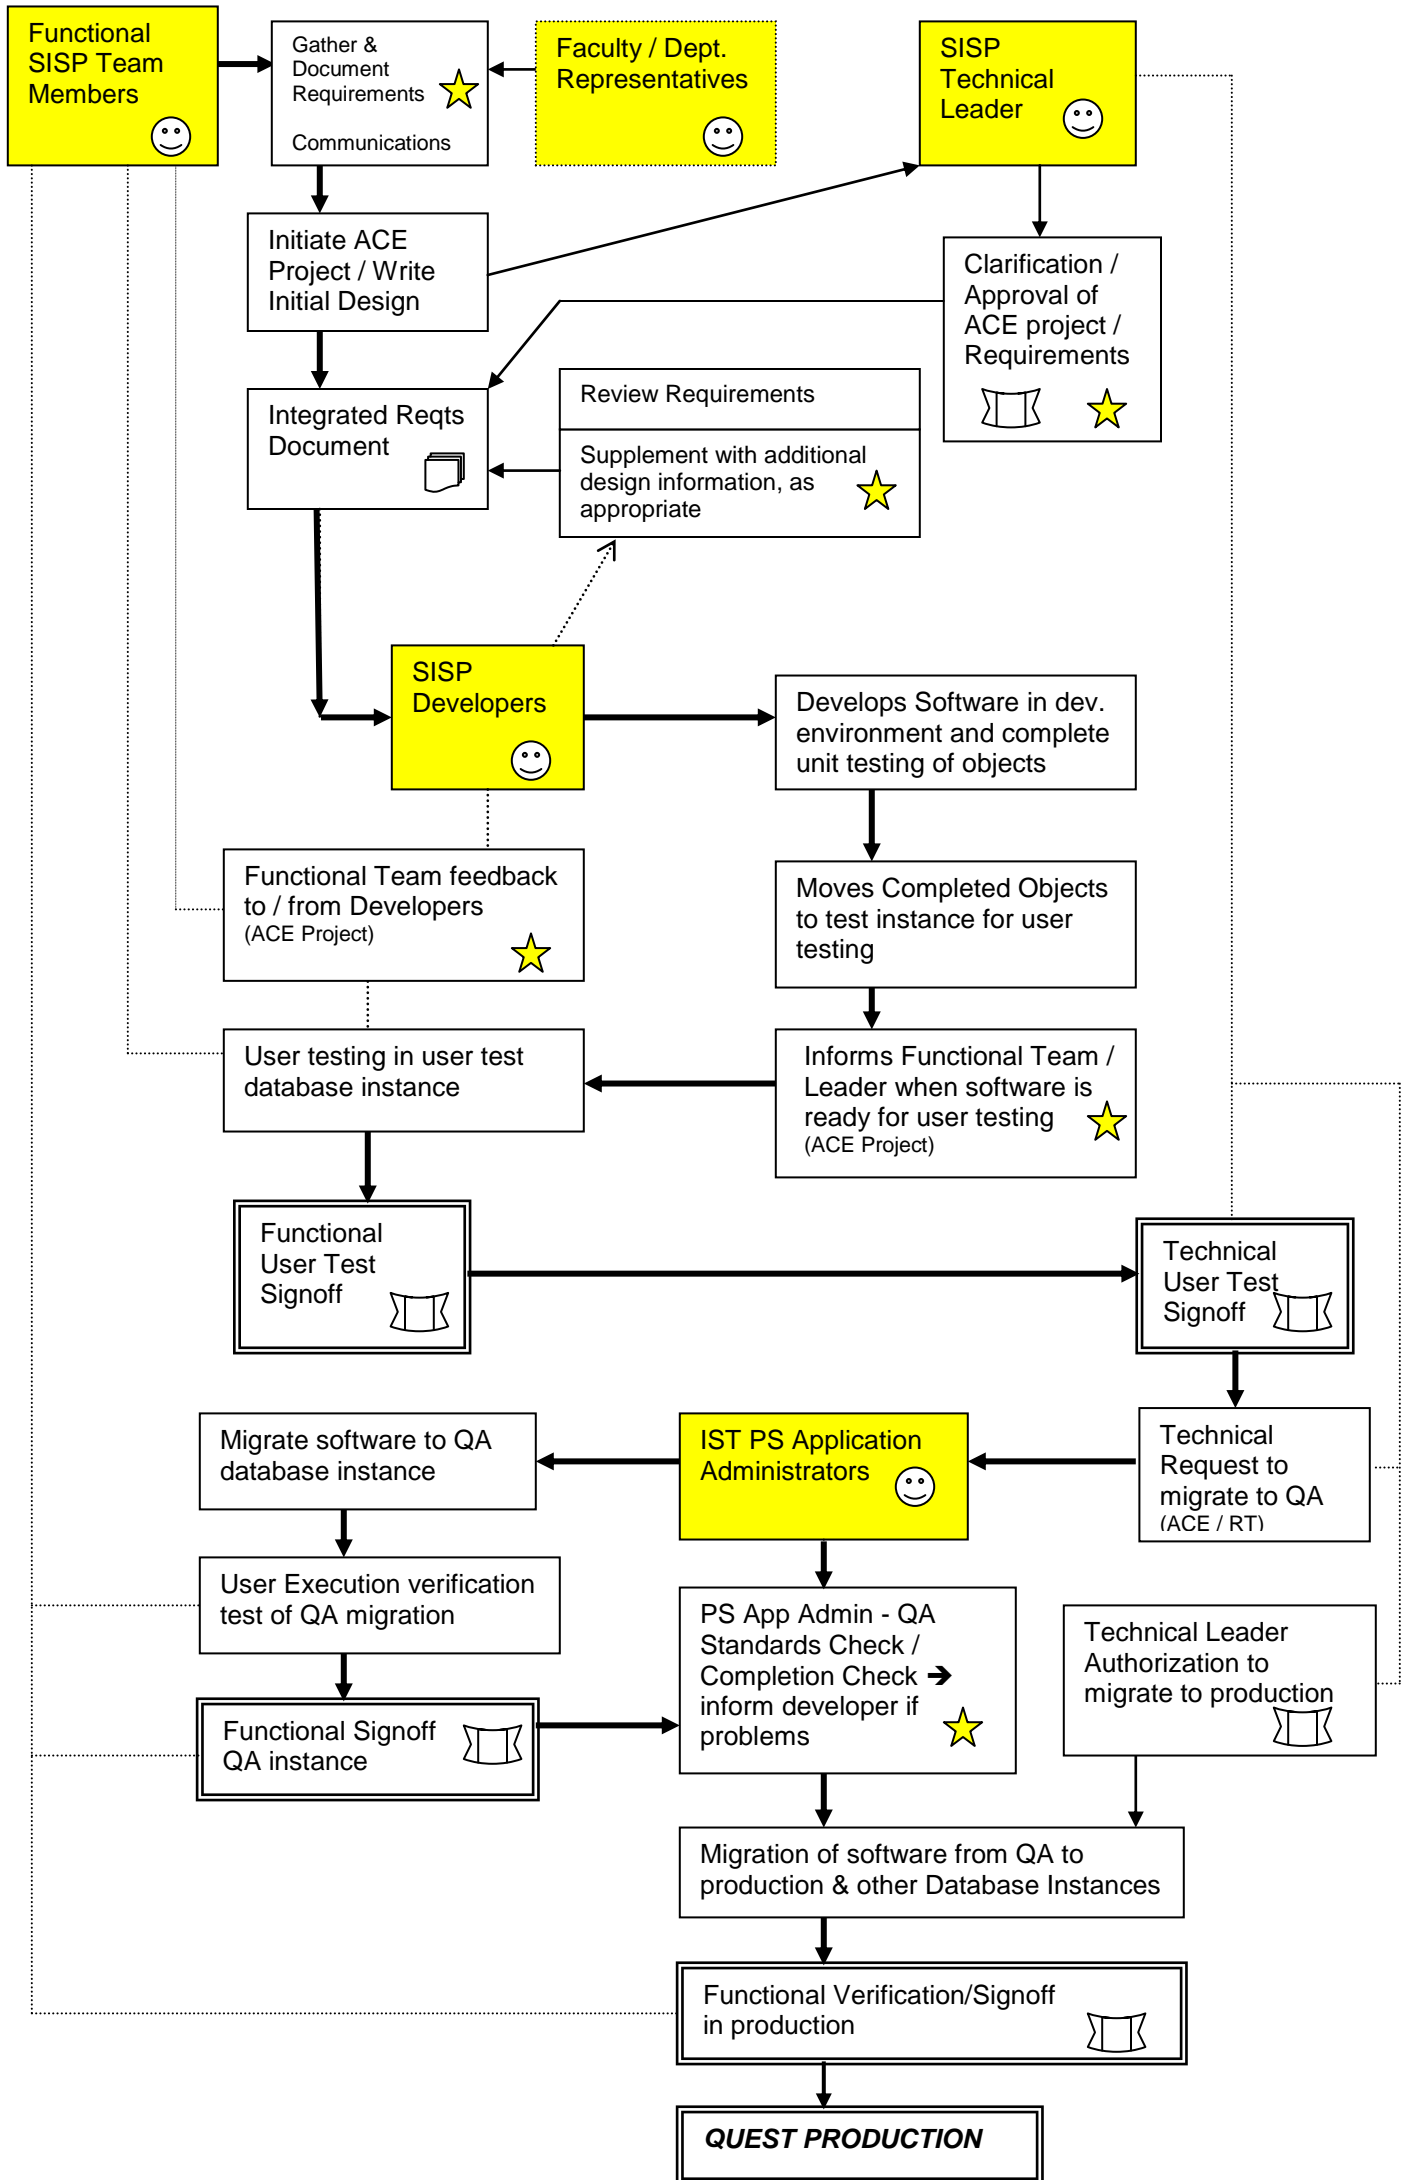 Functional
SISP Team
Members
Gather &
Document
Requirements
Communications
Faculty / Dept.
Representatives
SISP
Technical
Leader
Initiate ACE
Project / Write
Initial Design
Clarification /
Approval of
ACE project /
Requirements
Integrated Reqts
Document
Review Requirements
Supplement with additional
design information, as
appropriate
SISP
Developers
Develops Software in dev.
environment and complete
unit testing of objects
Functional Team feedback
to / from Developers
(ACE Project)
Moves Completed Objects
to test instance for user
testing
User testing in user test
database instance
Informs Functional Team /
Leader when software is
ready for user testing
(ACE Project)
Functional
User Test
Signoff
Technical
User Test
Signoff
Migrate software to QA
database instance
IST PS Application
Administrators
Technical
Request to
migrate to QA
(ACE / RT)
User Execution verification
test of QA migration
PS App Admin - QA
Standards Check /
Completion Check ➔
inform developer if
problems
Technical Leader
Authorization to
migrate to production
Functional Signoff
QA instance
Migration of software from QA to
production & other Database Instances
Functional Verification/Signoff
in production
QUEST PRODUCTION